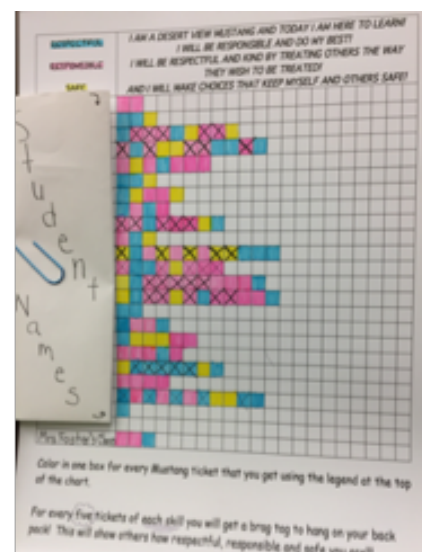 RESPECTFUL
RESPONSIBLE
SAFE
I AM A DESERT VIEW MUSTANG AND TODAY I AM HERE TO LEARN!
I WILL BE RESPONSIBLE AND DO MY BEST!
I WILL BE RESPECTFUL AND KIND BY TREATING OTHERS THE WAY
THEY WISH TO BE TREATED!
AND I WILL MAKE CHOICES THAT KEEP MYSELF AND OTHERS SAFE!
Student
Names
Mrs. Foster's Class
Color in one box for every Mustang ticket that you get using the legend at the top
of the chart.
For every five tickets of each skill you will get a brag tag to hang on your back
pack! This will show others how respectful, responsible and safe you